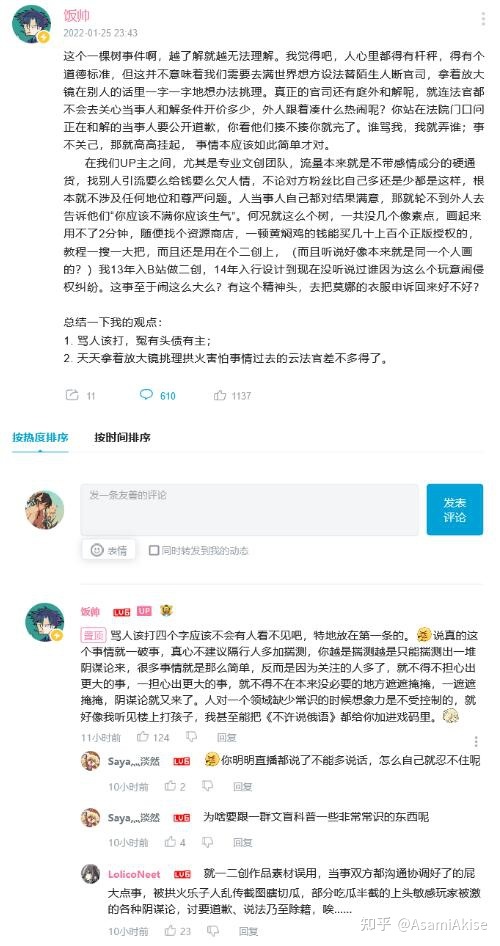 饭帅
2022-01-25 23:43
这个一棵树事件啊，越了解就越无法理解。我觉得吧，人心里都得有杆秤，得有个
道德标准，但这并不意味着我们需要去满世界想方设法替陌生人断官司，拿着放大
镜在别人的话里一字一字地想办法挑理。真正的官司还有庭外和解呢，就连法官都
不会去关心当事人和解条件开价多少，外人跟着凑什么热闹呢？你站在法院门口问
正在和解的当事人要公开道歉，你看他们揍不揍你就完了。谁骂我，我就弄谁；事
不关己，那就高高挂起， 事情本应该如此简单才对。
在我们UP主之间，尤其是专业文创团队，流量本来就是不带感情成分的硬通
货，找别人引流要么给钱要么欠人情，不论对方粉丝比自己多还是少都是这样，根
本就不涉及任何地位和尊严问题。人当事人自己都对结果满意，那就轮不到外人去
告诉他们“你应该不满你应该生气”。何况就这么个树，一共没几个像素点，画起来
用不了2分钟，随便找个资源商店，一顿黄焖鸡的钱能买几十上百个正版授权的，
教程一搜一大把，而且还是用在个二创上，（而且听说好像本来就是同一个人画
的？）我13年入B站做二创，14年入行设计到现在没听说过谁因为这么个玩意闹侵
权纠纷。这事至于闹这么大么？有这个精神头，去把莫娜的衣服申诉回来好不好？
总结一下我的观点：
1. 骂人该打，冤有头债有主；
2. 天天拿着放大镜挑理拱火害怕事情过去的云法官差不多得了。
11
610
1137
按热度排序 按时间排序
发一条友善的评论
发表
评论
表情 同时转发到我的动态
饭帅 LV6 UP
置顶 骂人该打四个字应该不会有人看不见吧，特地放在第一条的。说真的
这个事情就一破事，真心不建议隔行人多加揣测，你越是揣测越是只能揣测出一堆
阴谋论来，很多事情就是那么简单，反而是因为关注的人多了，就不得不担心出
更大的事，一担心出更大的事，就不得不在本来没必要的地方遮遮掩掩，一遮遮
掩掩，阴谋论就又来了。人对一个领域缺少常识的时候想象力是不受控制的，就
好像我听见楼上打孩子，我甚至能把《不许说俄语》都给你加进戏码里。
11小时前 124 回复
Saya灬淡然 LV6 你明明直播都说了不能多说话，怎么自己就忍不住呢
10小时前 2 回复
Saya灬淡然 LV6 为啥要跟一群文盲科普一些非常常识的东西呢
10小时前 4 回复
LolicoNeet LV6 就一二创作品素材误用，当事双方都沟通协调好了的屁
大点事，被拱火乐子人乱传截图瞎切瓜，部分吃瓜半截的上头敏感玩家被激
的各种阴谋论，讨要道歉、说法乃至除籍，唉......
10小时前 23 回复
知乎 @AsamiAkise